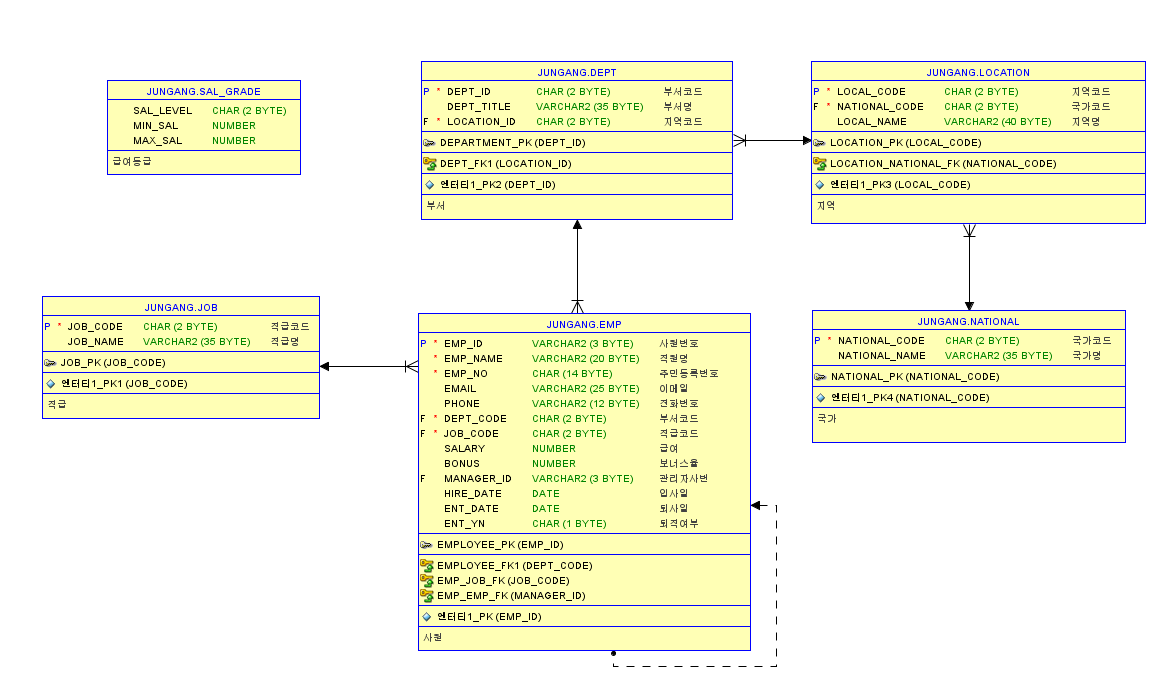 JUNGANG.SAL_GRADE
SAL_LEVEL CHAR (2 BYTE)
MIN_SAL NUMBER
MAX_SAL NUMBER
급여등급
JUNGANG.DEPT
P * DEPT_ID CHAR (2 BYTE) 부서코드
DEPT_TITLE VARCHAR2 (35 BYTE) 부서명
F * LOCATION_ID CHAR (2 BYTE) 지역코드
DEPARTMENT_PK (DEPT_ID)
DEPT_FK1 (LOCATION_ID)
엔터티1_PK2 (DEPT_ID)
부서
JUNGANG.LOCATION
P * LOCAL_CODE CHAR (2 BYTE) 지역코드
F * NATIONAL_CODE CHAR (2 BYTE) 국가코드
LOCAL_NAME VARCHAR2 (40 BYTE) 지역명
LOCATION_PK (LOCAL_CODE)
LOCATION_NATIONAL_FK (NATIONAL_CODE)
엔터티1_PK3 (LOCAL_CODE)
지역
JUNGANG.JOB
P * JOB_CODE CHAR (2 BYTE) 직급코드
JOB_NAME VARCHAR2 (35 BYTE) 직급명
JOB_PK (JOB_CODE)
엔터티1_PK1 (JOB_CODE)
직급
JUNGANG.EMP
P * EMP_ID VARCHAR2 (3 BYTE) 사원번호
* EMP_NAME VARCHAR2 (20 BYTE) 직원명
* EMP_NO CHAR (14 BYTE) 주민등록번호
EMAIL VARCHAR2 (25 BYTE) 이메일
PHONE VARCHAR2 (12 BYTE) 전화번호
F * DEPT_CODE CHAR (2 BYTE) 부서코드
F * JOB_CODE CHAR (2 BYTE) 직급코드
SALARY NUMBER 급여
BONUS NUMBER 보너스율
F MANAGER_ID VARCHAR2 (3 BYTE) 관리자사번
HIRE_DATE DATE 입사일
ENT_DATE DATE 퇴사일
ENT_YN CHAR (1 BYTE) 퇴직여부
EMPLOYEE_PK (EMP_ID)
EMPLOYEE_FK1 (DEPT_CODE)
EMP_JOB_FK (JOB_CODE)
EMP_EMP_FK (MANAGER_ID)
엔터티1_PK (EMP_ID)
사원
JUNGANG.NATIONAL
P * NATIONAL_CODE CHAR (2 BYTE) 국가코드
NATIONAL_NAME VARCHAR2 (35 BYTE) 국가명
NATIONAL_PK (NATIONAL_CODE)
엔터티1_PK4 (NATIONAL_CODE)
국가